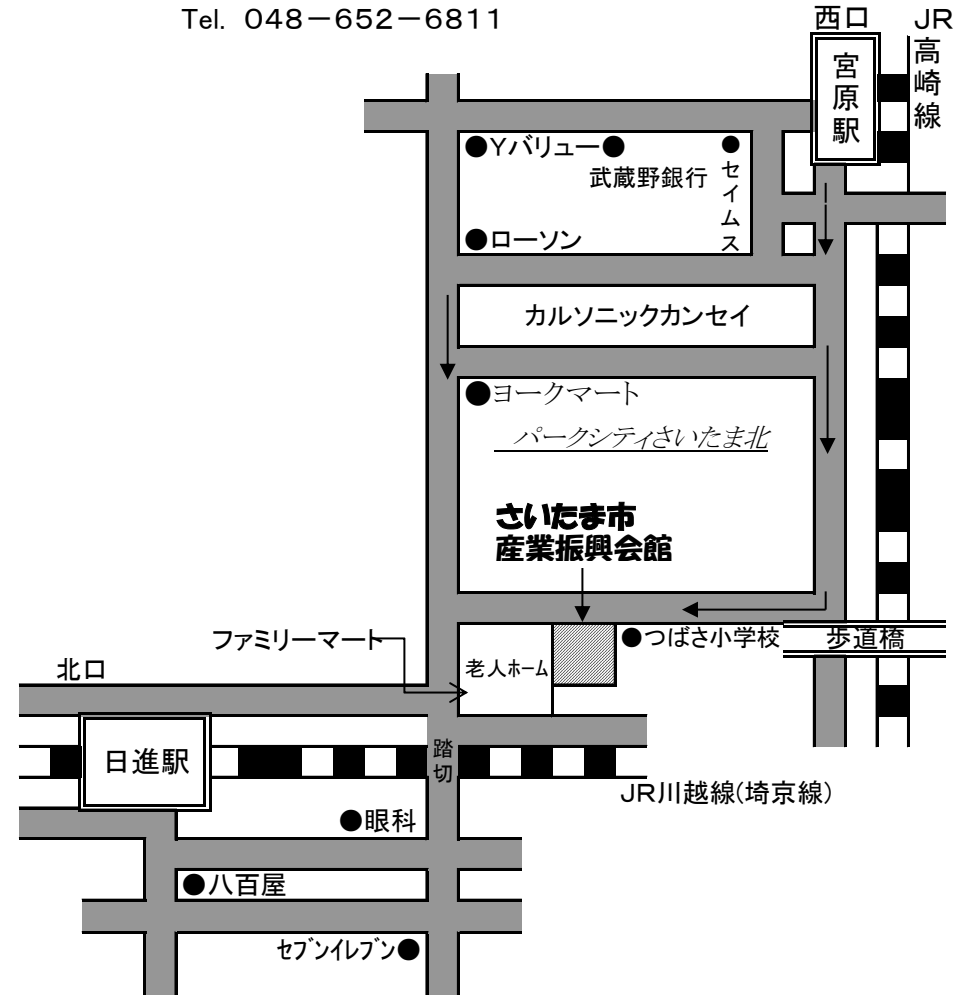 Tel. 048－652－6811
西口
JR高崎線
宮原駅
●Yバリュー●
武蔵野銀行
●セイムス
●ローソン
カルソニックカンセイ
●ヨークマート
パークシティさいたま北
さいたま市
産業振興会館
ファミリーマート
●つばさ小学校
歩道橋
老人ホーム
北口
日進駅
踏切
JR川越線(埼京線)
●眼科
●八百屋
セブンイレブン●